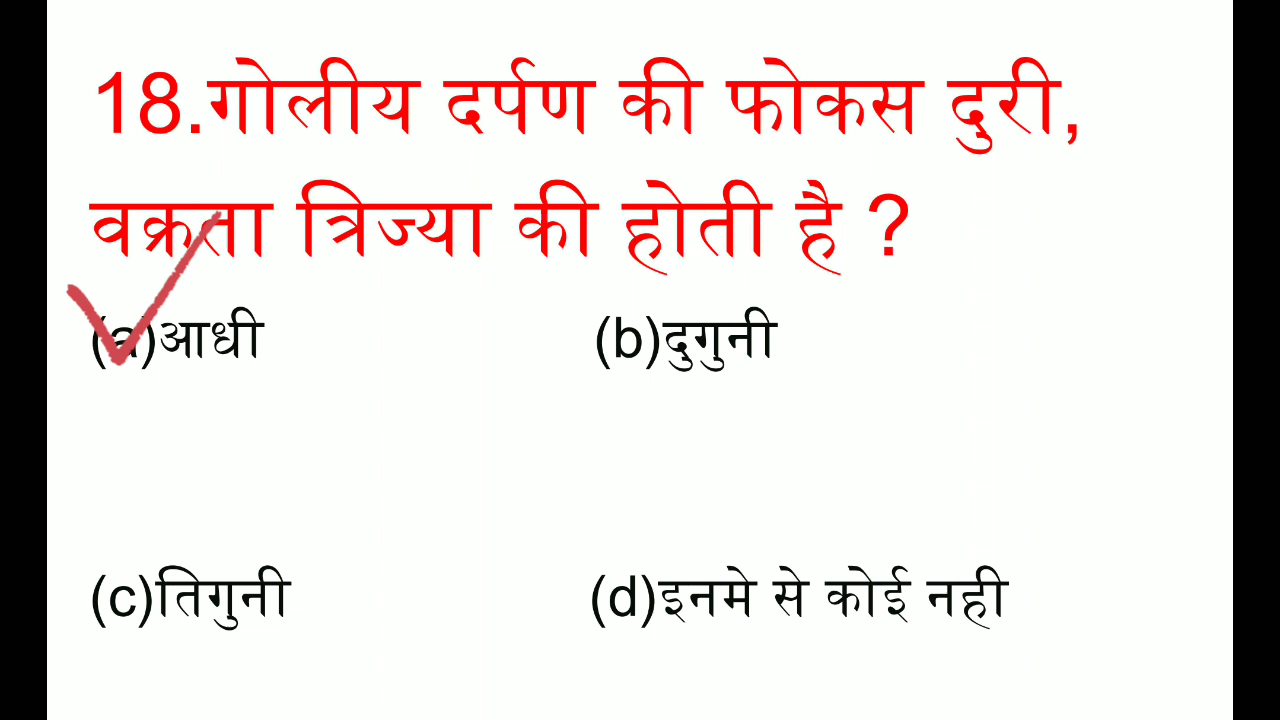 18.गोलीय दर्पण की फोकस दुरी,
वक्रता त्रिज्या की होती है ?
(a)आधी (b)दुगुनी
(c)तिगुनी (d)इनमे से कोई नही